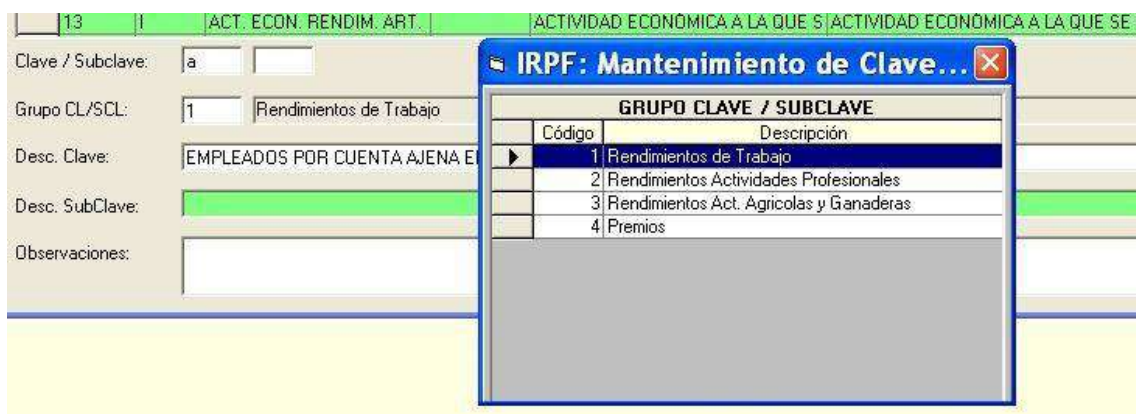 13 I ACT. ECON. RENDIM. ART. ACTIVIDAD ECONÓMICA A LA QUE S ACTIVIDAD ECONÓMICA A LA QUE SE
Clave / Subclave: a
Grupo CL/SCL: 1 Rendimientos de Trabajo
Desc. Clave: EMPLEADOS POR CUENTA AJENA
Desc. SubClave:
Observaciones:
IRPF: Mantenimiento de Clave...
GRUPO CLAVE / SUBCLAVE
Código Descripción
1 Rendimientos de Trabajo
2 Rendimientos Actividades Profesionales
3 Rendimientos Act. Agricolas y Ganaderas
4 Premios